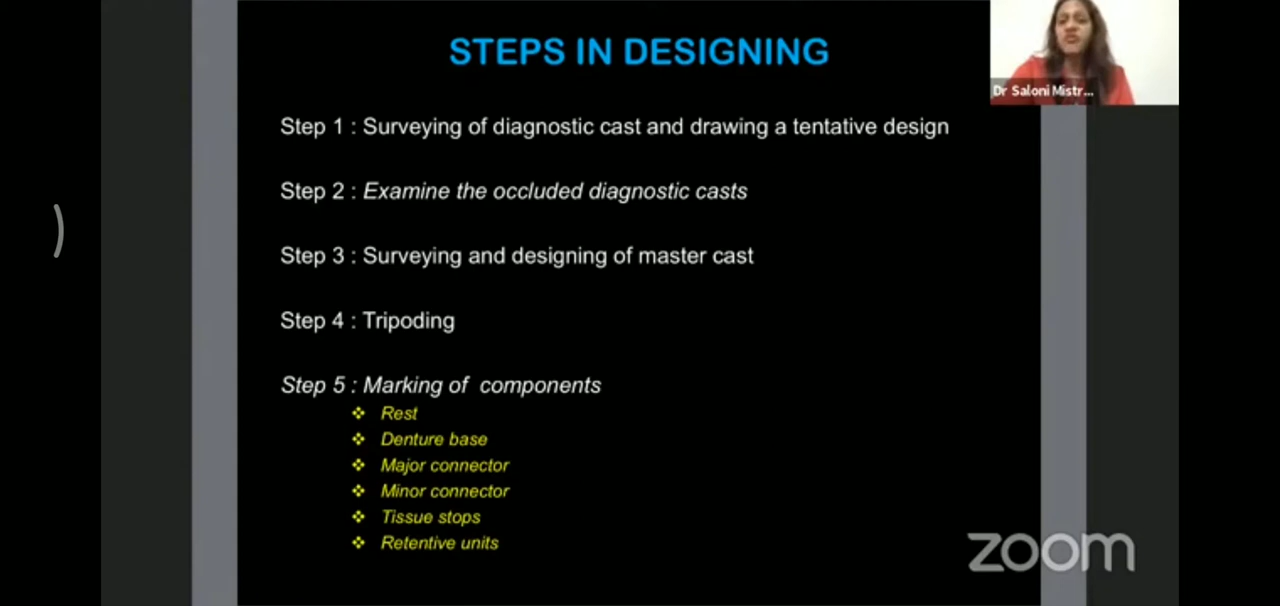 STEPS IN DESIGNING
Dr Saloni Mistr...
Step 1 : Surveying of diagnostic cast and drawing a tentative design
Step 2 : Examine the occluded diagnostic casts
Step 3 : Surveying and designing of master cast
Step 4 : Tripoding
Step 5 : Marking of components
❖ Rest
❖ Denture base
❖ Major connector
❖ Minor connector
❖ Tissue stops
❖ Retentive units
zoom